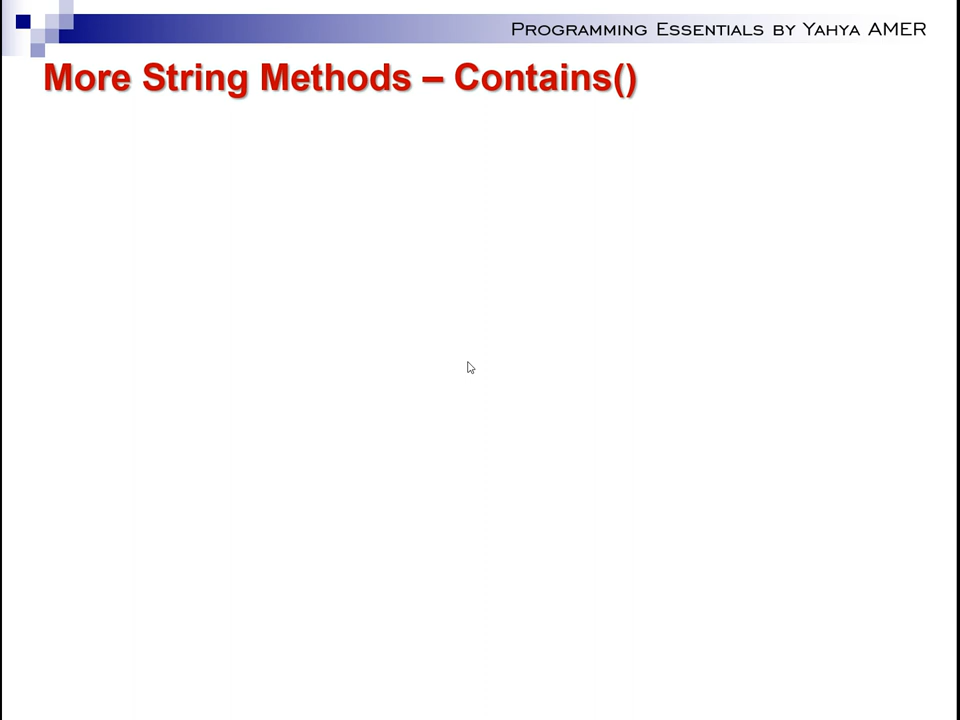 Programming Essentials by Yahya AMER
More String Methods – Contains()